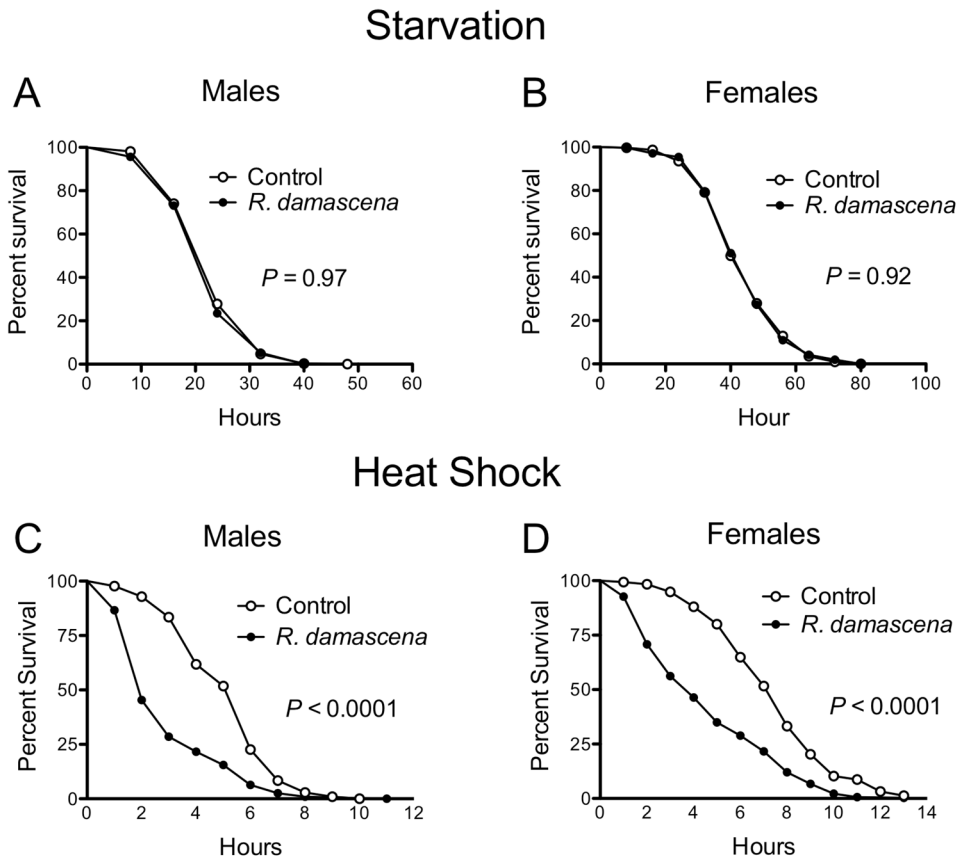 Starvation
A
Males
Percent survival
100
80
60
40
20
0
0 10 20 30 40 50 60
Hours
Control
R. damascena
P = 0.97
B
Females
Percent survival
100
80
60
40
20
0
0 20 40 60 80 100
Hour
Control
R. damascena
P = 0.92
Heat Shock
C
Males
Percent Survival
100
75
50
25
0
0 2 4 6 8 10 12
Hours
Control
R. damascena
P < 0.0001
D
Females
Percent Survival
100
75
50
25
0
0 2 4 6 8 10 12 14
Hours
Control
R. damascena
P < 0.0001